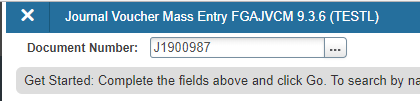 Journal Voucher Mass Entry FGAJVCM 9.3.6 (TESTL)
Document Number: J1900987 ...
Get Started: Complete the fields above and click Go. To search by na